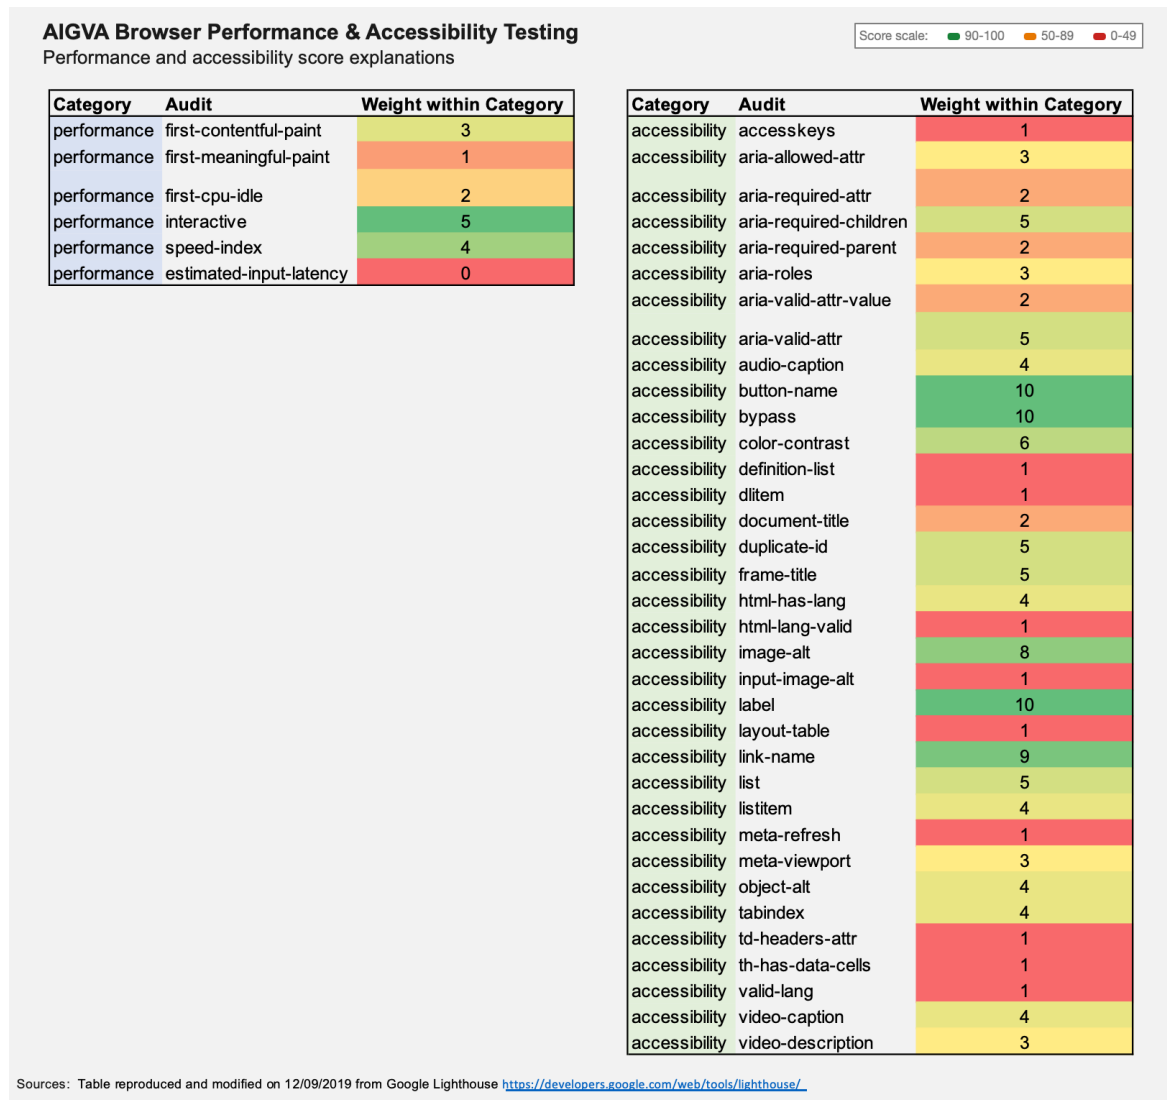 AIGVA Browser Performance & Accessibility Testing
Performance and accessibility score explanations
Score scale: 90-100 50-89 0-49
Category Audit Weight within Category
performance first-contentful-paint 3
performance first-meaningful-paint 1
performance first-cpu-idle 2
performance interactive 5
performance speed-index 4
performance estimated-input-latency 0
Category Audit Weight within Category
accessibility accesskeys 1
accessibility aria-allowed-attr 3
accessibility aria-required-attr 2
accessibility aria-required-children 5
accessibility aria-required-parent 2
accessibility aria-roles 3
accessibility aria-valid-attr-value 2
accessibility aria-valid-attr 5
accessibility audio-caption 4
accessibility button-name 10
accessibility bypass 10
accessibility color-contrast 6
accessibility definition-list 1
accessibility dlitem 1
accessibility document-title 2
accessibility duplicate-id 5
accessibility frame-title 5
accessibility html-has-lang 4
accessibility html-lang-valid 1
accessibility image-alt 8
accessibility input-image-alt 1
accessibility label 10
accessibility layout-table 1
accessibility link-name 9
accessibility list 5
accessibility listitem 4
accessibility meta-refresh 1
accessibility meta-viewport 3
accessibility object-alt 4
accessibility tabindex 4
accessibility td-headers-attr 1
accessibility th-has-data-cells 1
accessibility valid-lang 1
accessibility video-caption 4
accessibility video-description 3
Sources: Table reproduced and modified on 12/09/2019 from Google Lighthouse https://developers.google.com/web/tools/lighthouse/